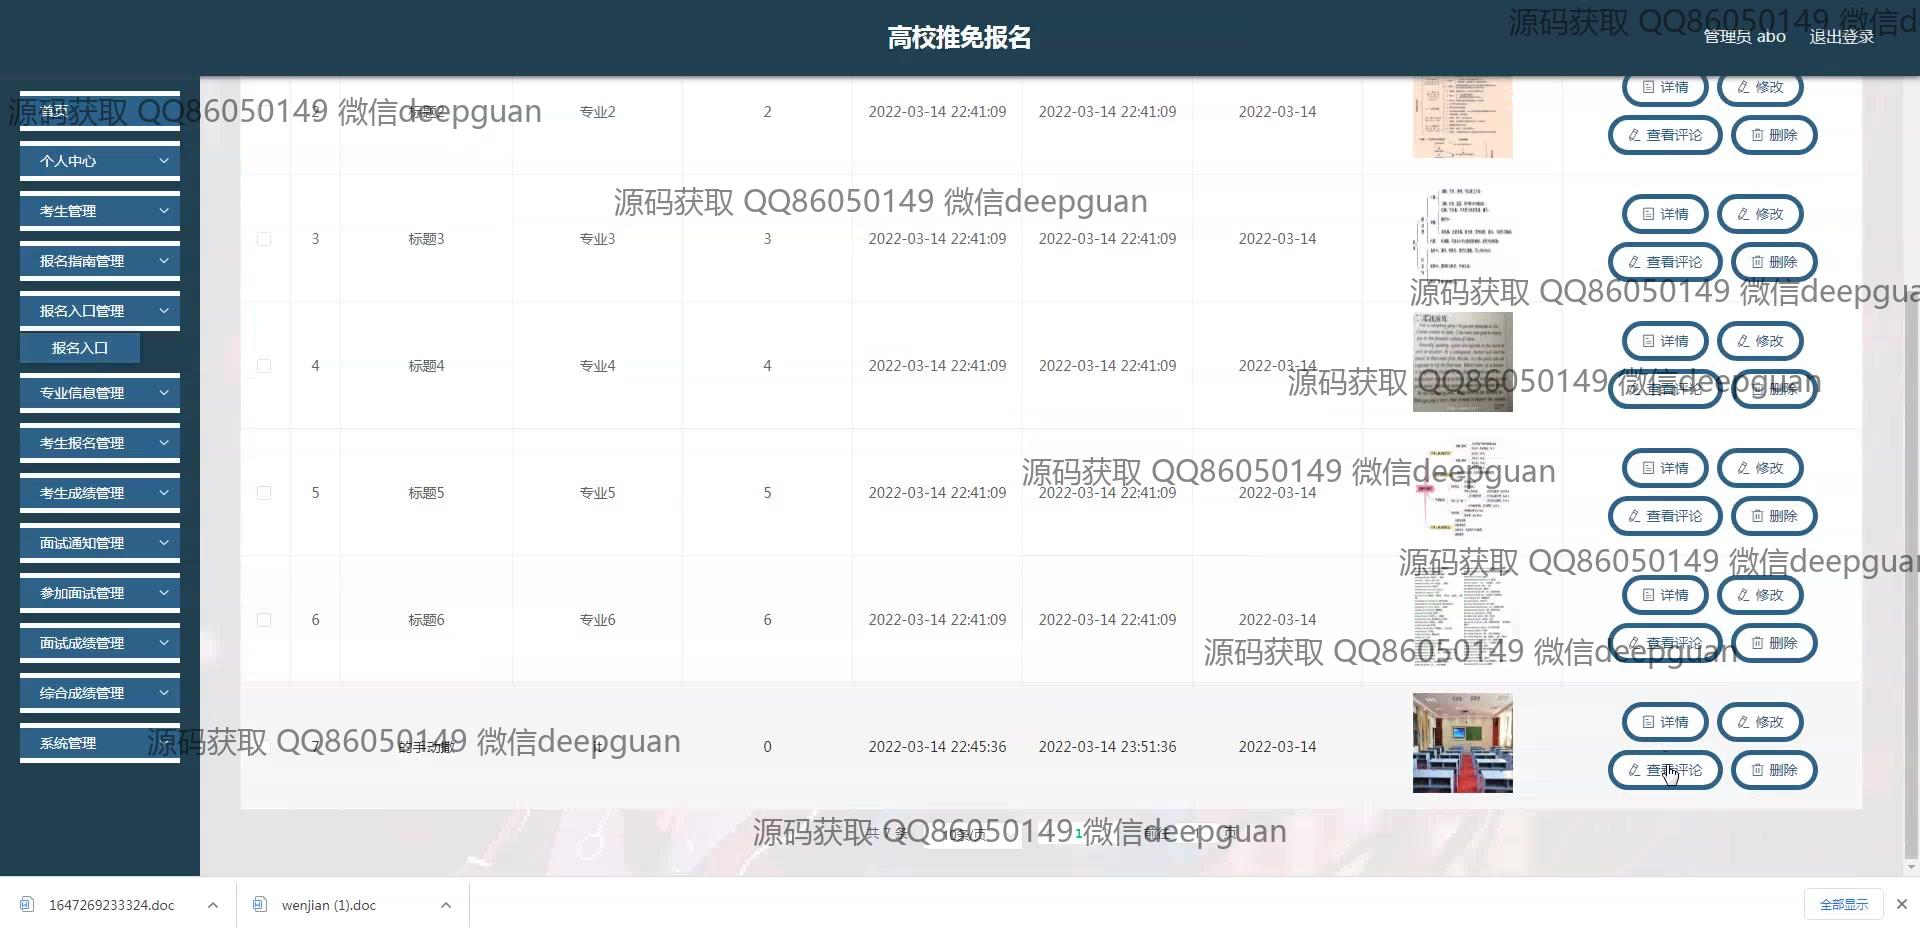 高校推免报名
管理员 abo
退出登录
源码获取 QQ86050149 微信d
首页
个人中心
考生管理
报名指南管理
报名入口管理
报名入口
专业信息管理
考生报名管理
考生成绩管理
面试通知管理
参加面试管理
面试成绩管理
综合成绩管理
系统管理
源码获取 QQ86050149 微信deepguan
2 标题2 专业2 2 2022-03-14 22:41:09 2022-03-14 22:41:09 2022-03-14 详情 修改
查看评论 删除
源码获取 QQ86050149 微信deepguan
3 标题3 专业3 3 2022-03-14 22:41:09 2022-03-14 22:41:09 2022-03-14 详情 修改
查看评论 删除
源码获取 QQ86050149 微信deepgua
4 标题4 专业4 4 2022-03-14 22:41:09 2022-03-14 22:41:09 2022-03-14 详情 修改
查看评论 删除
源码获取 QQ86050149 微信deepguan
5 标题5 专业5 5 2022-03-14 22:41:09 2022-03-14 22:41:09 2022-03-14 详情 修改
源码获取 QQ86050149 微信deepguan
查看评论 删除
源码获取 QQ86050149 微信deepguan
6 标题6 专业6 6 2022-03-14 22:41:09 2022-03-14 22:41:09 2022-03-14 详情 修改
查看评论 删除
源码获取 QQ86050149 微信deepguan
7 的手动撒 0 2022-03-14 22:45:36 2022-03-14 23:51:36 2022-03-14 详情 修改
查看评论 删除
源码获取 QQ86050149 微信deepguan
共 7 条 10条/页 1 前往 1 页
源码获取 QQ86050149 微信deepguan
1647269233324.doc
wenjian (1).doc
全部显示